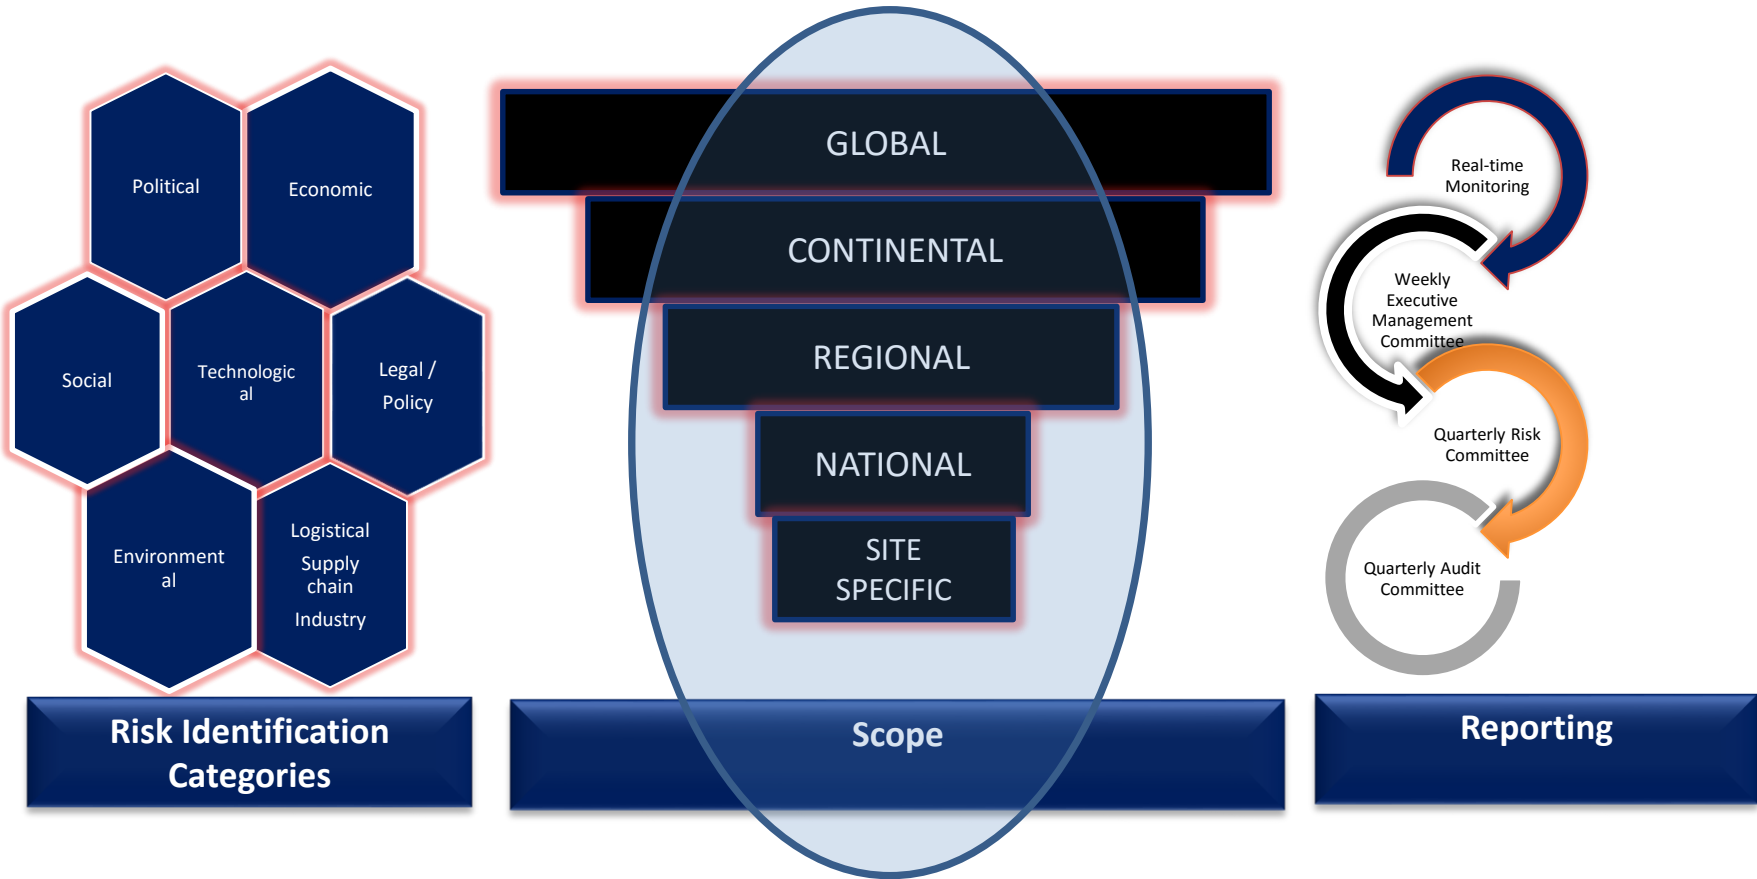 Political
Economic
Social
Technologic
al
Legal /
Policy
Environment
al
Logistical
Supply
chain
Industry
Risk Identification
Categories
GLOBAL
CONTINENTAL
REGIONAL
NATIONAL
SITE
SPECIFIC
Scope
Real-time
Monitoring
Weekly
Executive
Management
Committee
Quarterly Risk
Committee
Quarterly Audit
Committee
Reporting